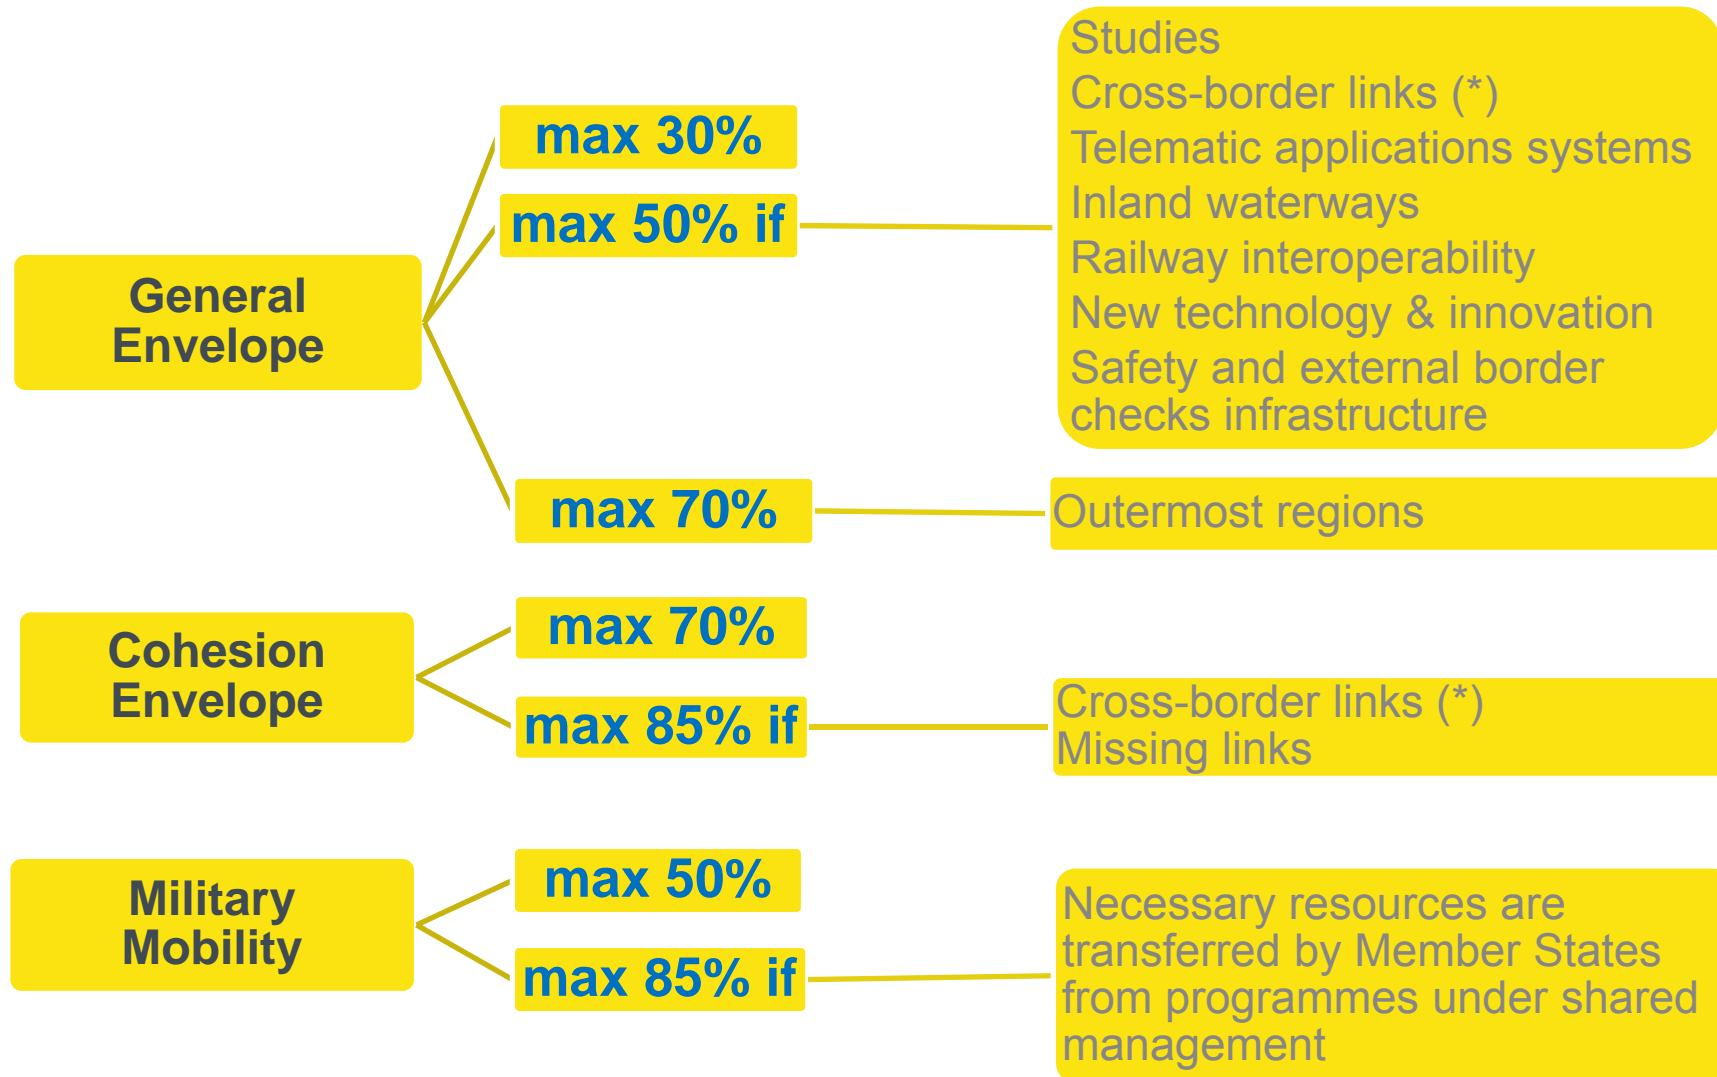 General
Envelope
max 30%
max 50% if
Studies
Cross-border links (*)
Telematic applications systems
Inland waterways
Railway interoperability
New technology & innovation
Safety and external border
checks infrastructure
max 70%
Outermost regions
Cohesion
Envelope
max 70%
max 85% if
Cross-border links (*)
Missing links
Military
Mobility
max 50%
max 85% if
Necessary resources are
transferred by Member States
from programmes under shared
management